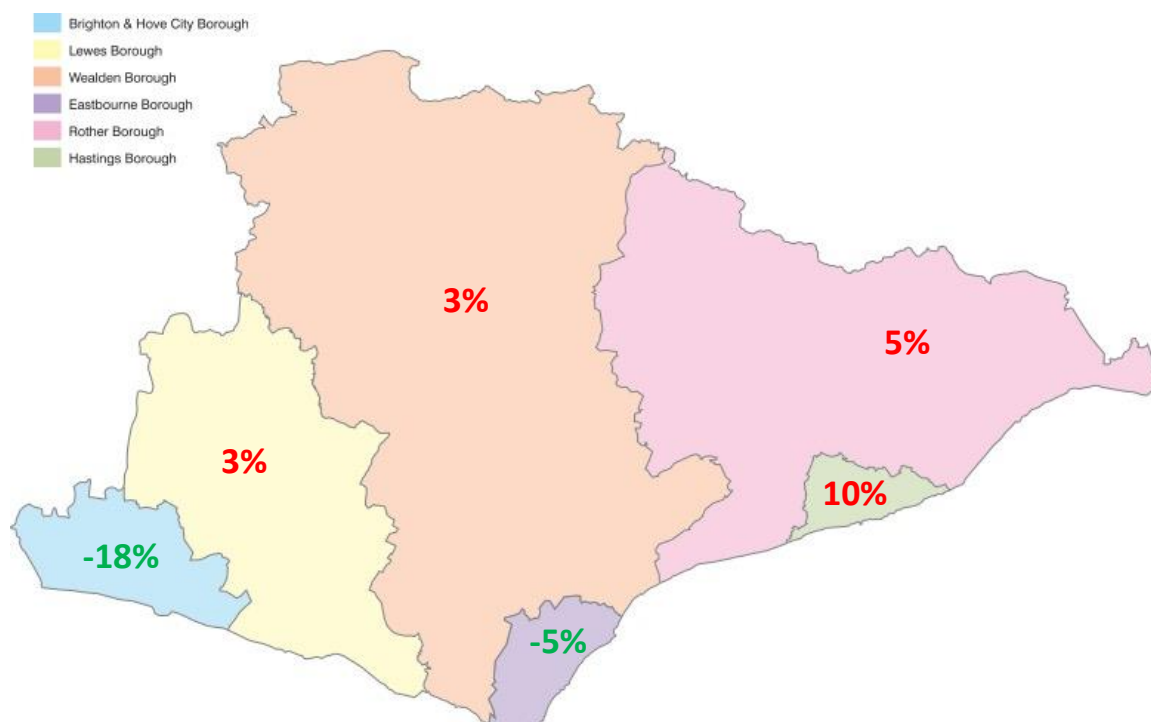 Brighton & Hove City Borough
Lewes Borough
Wealden Borough
Eastbourne Borough
Rother Borough
Hastings Borough
3%
5%
3%
10%
-18%
-5%